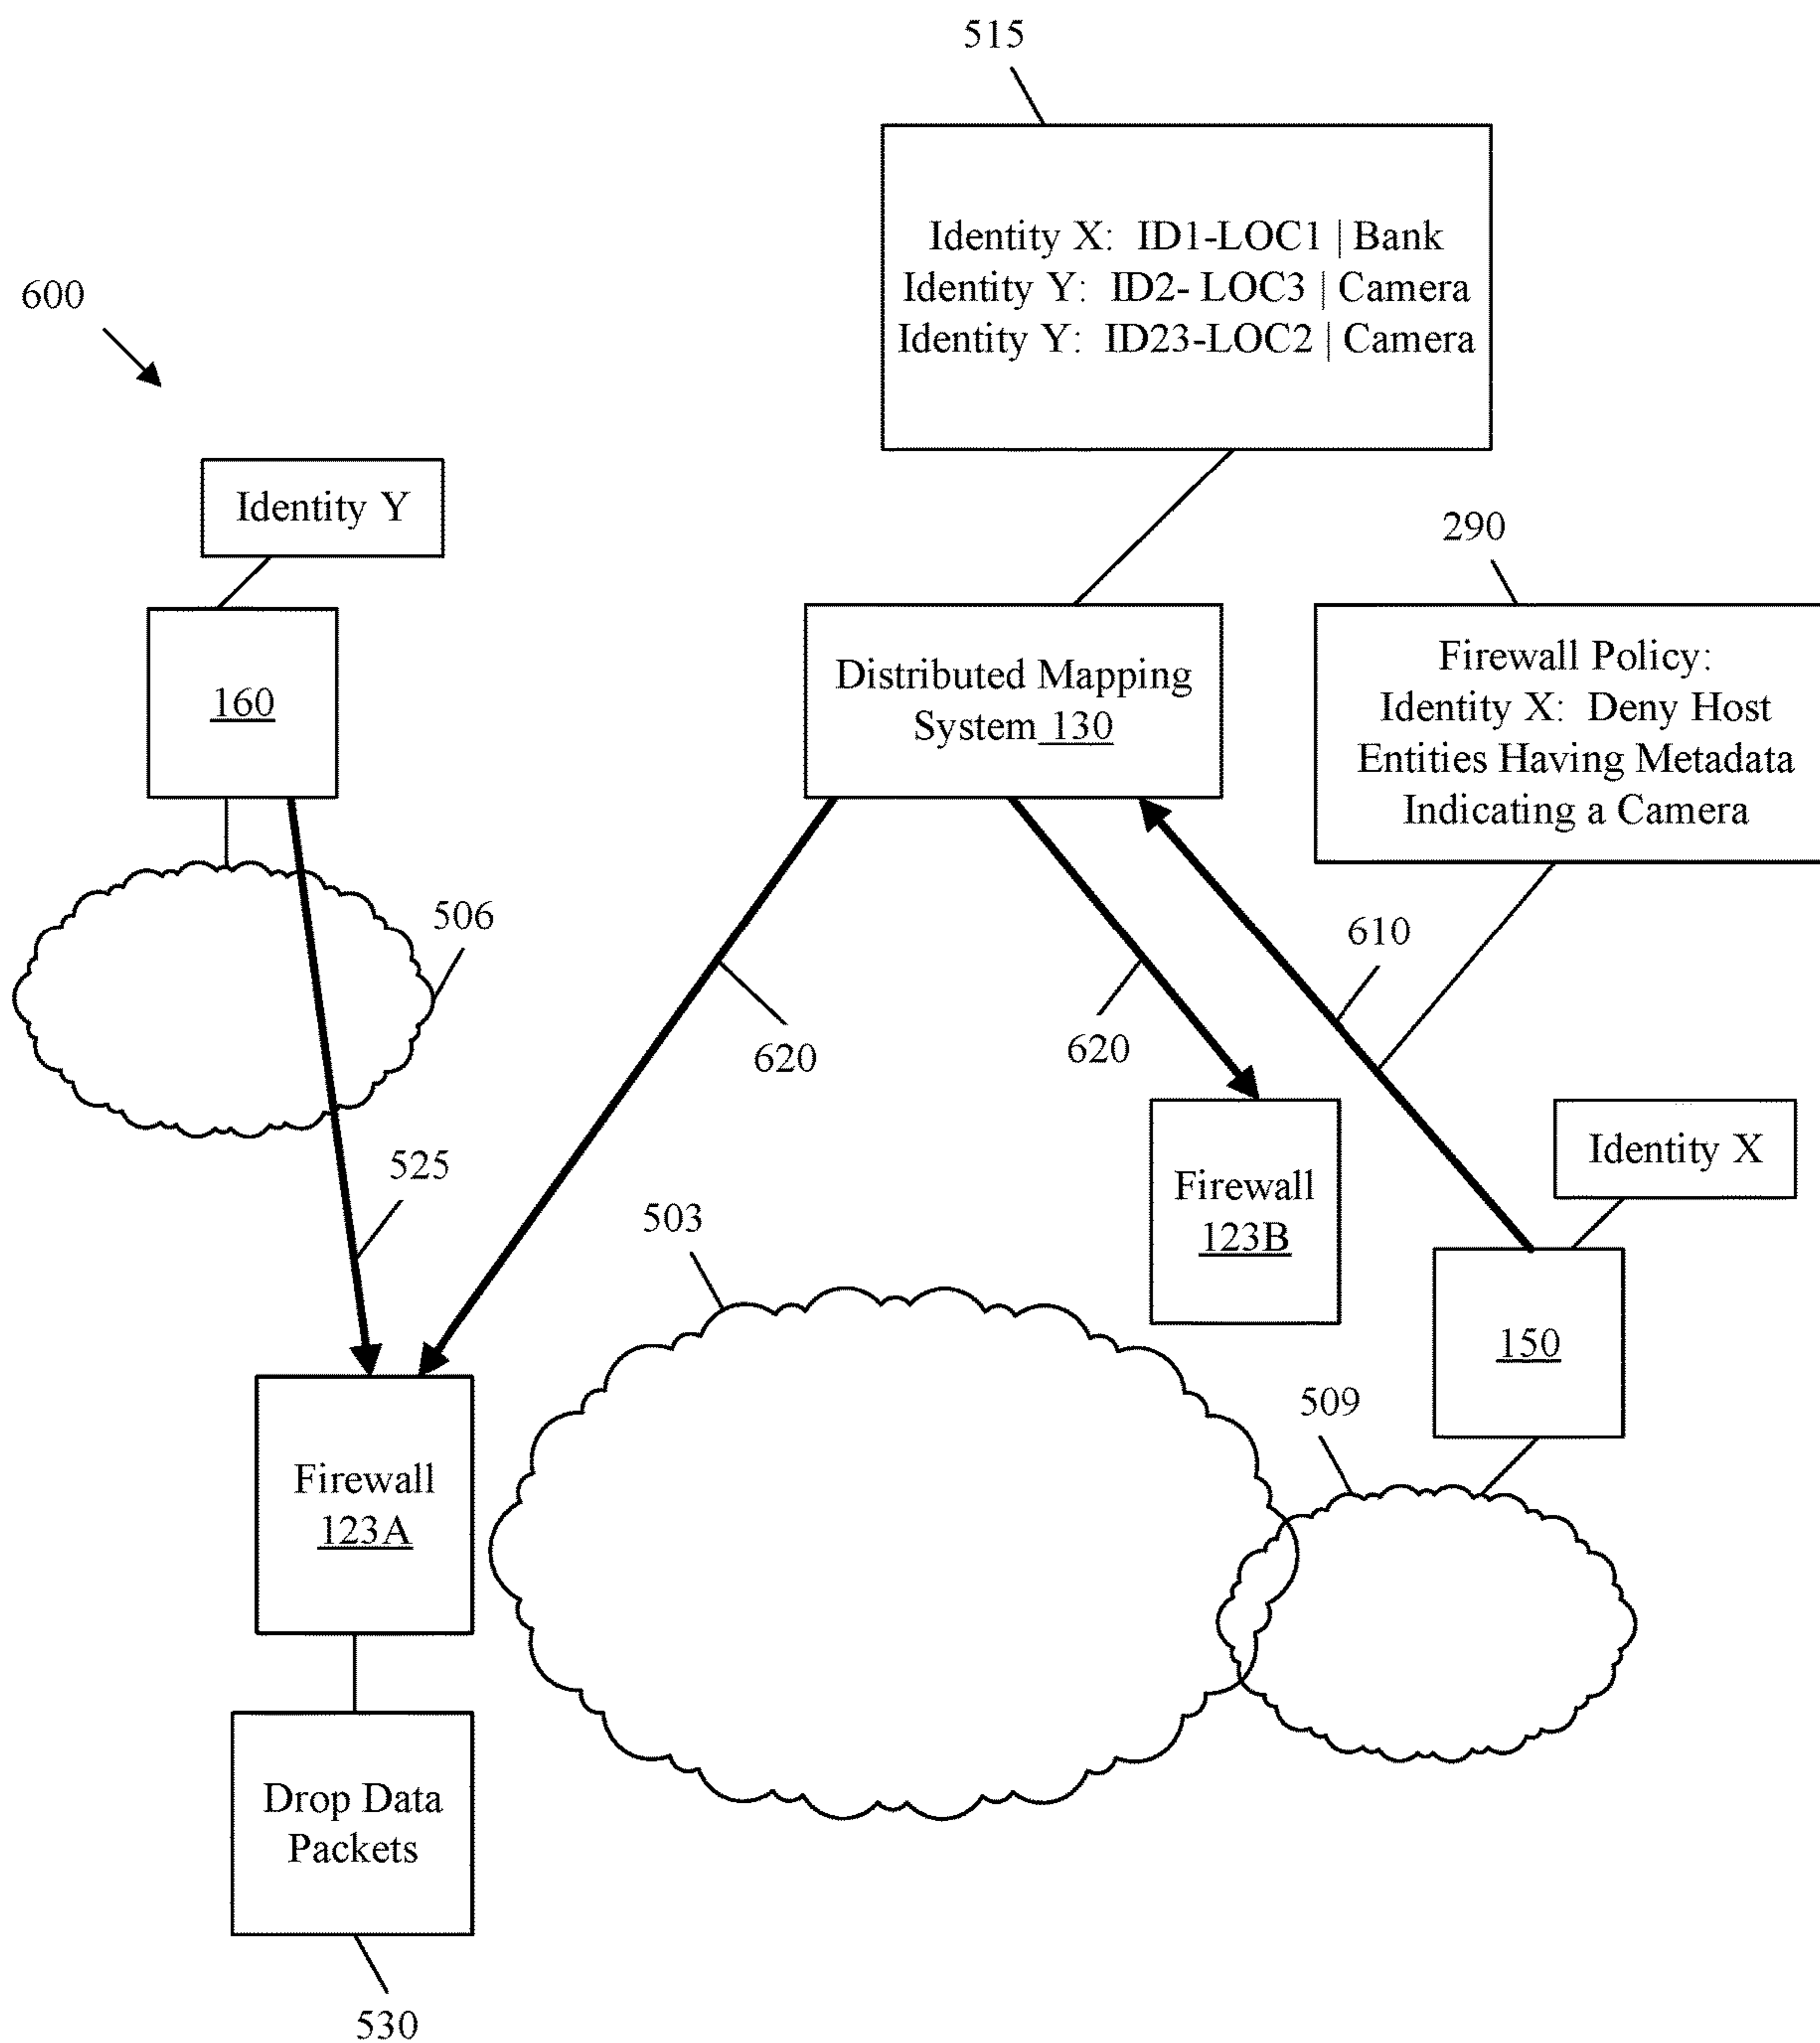 515
Identity X: ID1-LOC1 | Bank
Identity Y: ID2- LOC3 | Camera
Identity Y: ID23-LOC2 | Camera
600
Identity Y
160
506
Distributed Mapping
System 130
290
Firewall Policy:
Identity X: Deny Host
Entities Having Metadata
Indicating a Camera
610
620
620
525
503
Firewall
123B
Identity X
150
509
Firewall
123A
Drop Data
Packets
530